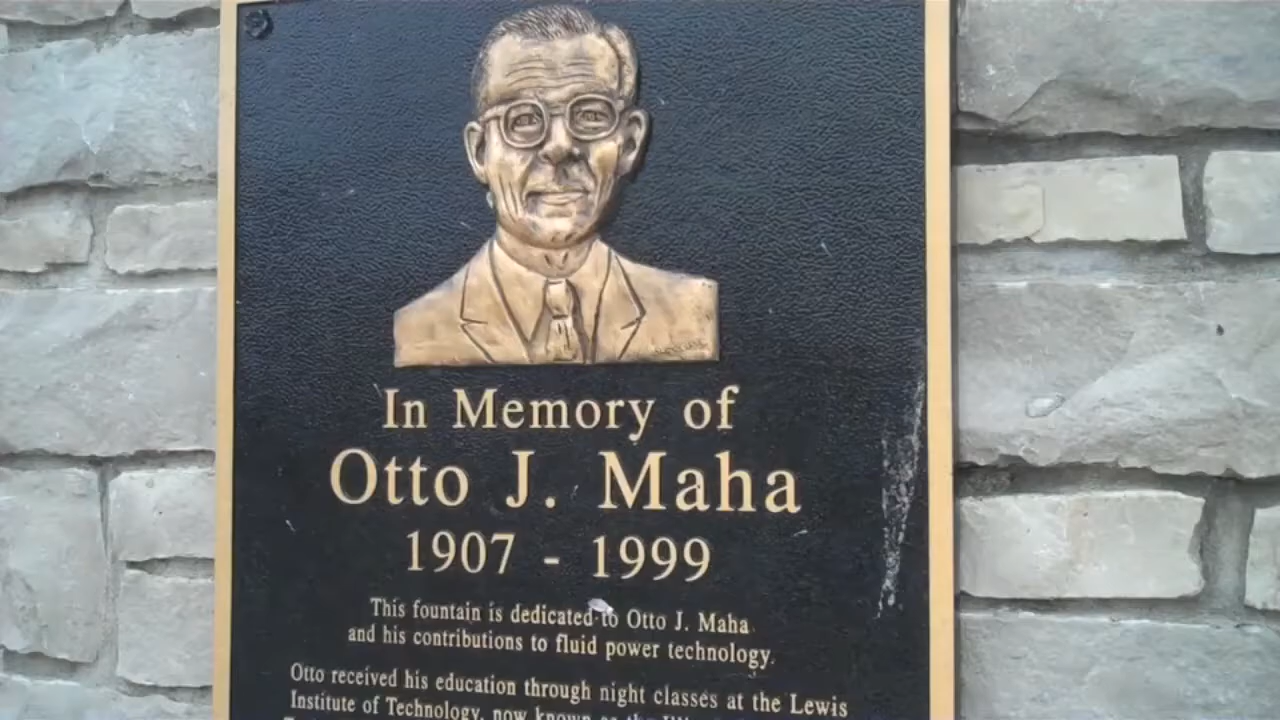 In Memory of
Otto J. Maha
1907 - 1999
This fountain is dedicated to Otto J. Maha
and his contributions to fluid power technology.
Otto received his education through night classes at the Lewis
Institute of Technology, now known as the